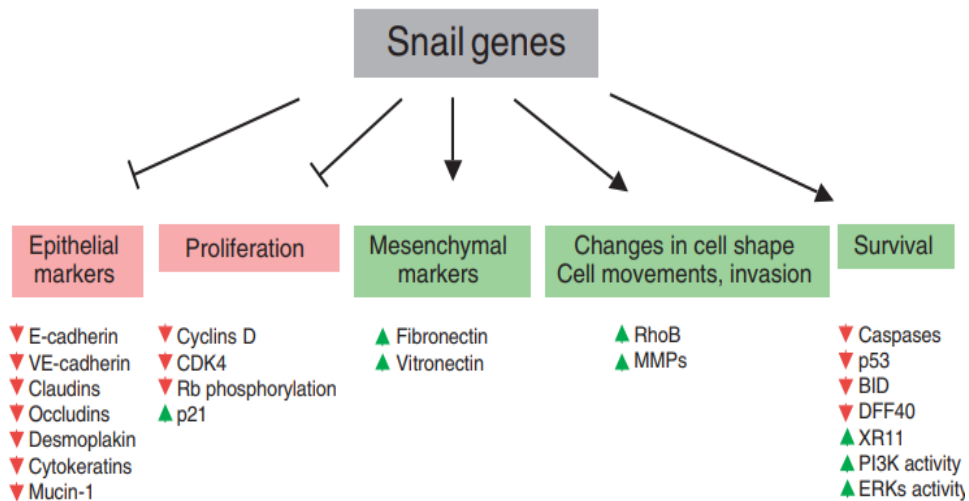 Snail genes
Epithelial
markers
Proliferation
Mesenchymal
markers
Changes in cell shape
Cell movements, invasion
Survival
E-cadherin
VE-cadherin
Claudins
Occludins
Desmoplakin
Cytokeratins
Mucin-1
Cyclins D
CDK4
Rb phosphorylation
p21
Fibronectin
Vitronectin
RhoB
MMPs
Caspases
p53
BID
DFF40
XR11
PI3K activity
ERKs activity